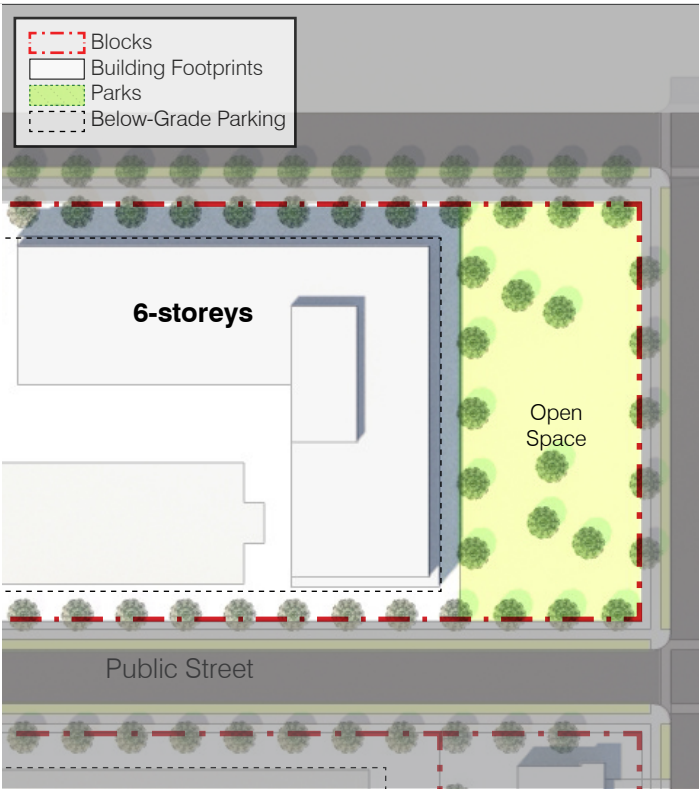 Blocks
Building Footprints
Parks
Below-Grade Parking
6-storeys
Open
Space
Public Street